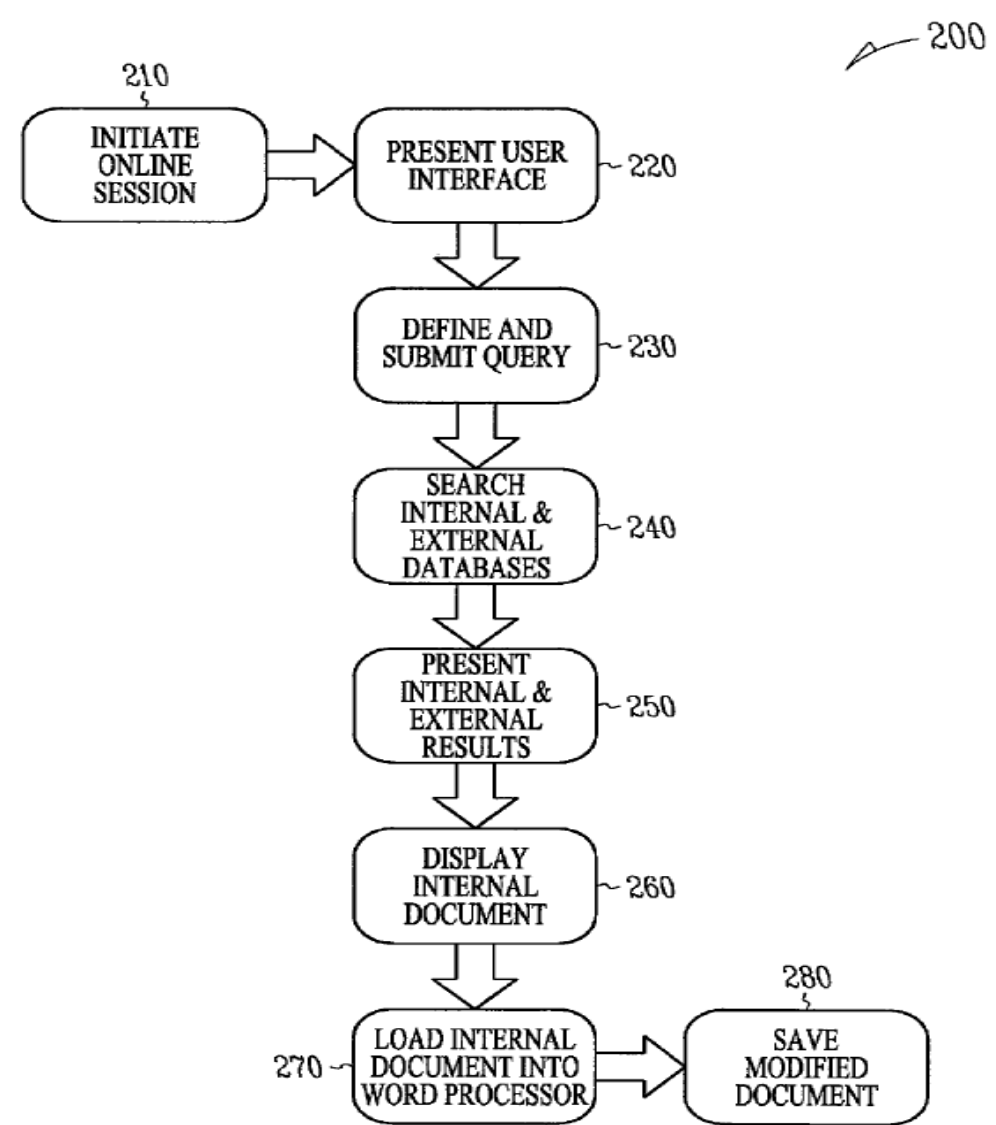 200
210
INITIATE
ONLINE
SESSION
PRESENT USER
INTERFACE
220
DEFINE AND
SUBMIT QUERY
230
SEARCH
INTERNAL &
EXTERNAL
DATABASES
240
PRESENT
INTERNAL &
EXTERNAL
RESULTS
250
DISPLAY
INTERNAL
DOCUMENT
260
270
LOAD INTERNAL
DOCUMENT INTO
WORD PROCESSOR
280
SAVE
MODIFIED
DOCUMENT